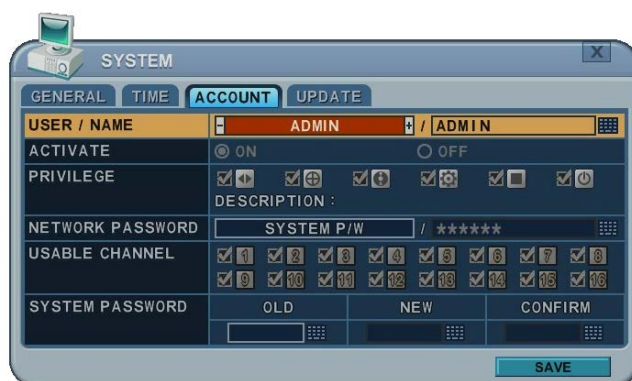 SYSTEM X
GENERAL TIME ACCOUNT UPDATE
USER / NAME - ADMIN + / ADMIN
ACTIVATE ON OFF
PRIVILEGE
DESCRIPTION :
NETWORK PASSWORD SYSTEM P/W / ******
USABLE CHANNEL 1 2 3 4 5 6 7 8
9 10 11 12 13 14 15 16
SYSTEM PASSWORD OLD NEW CONFIRM
SAVE